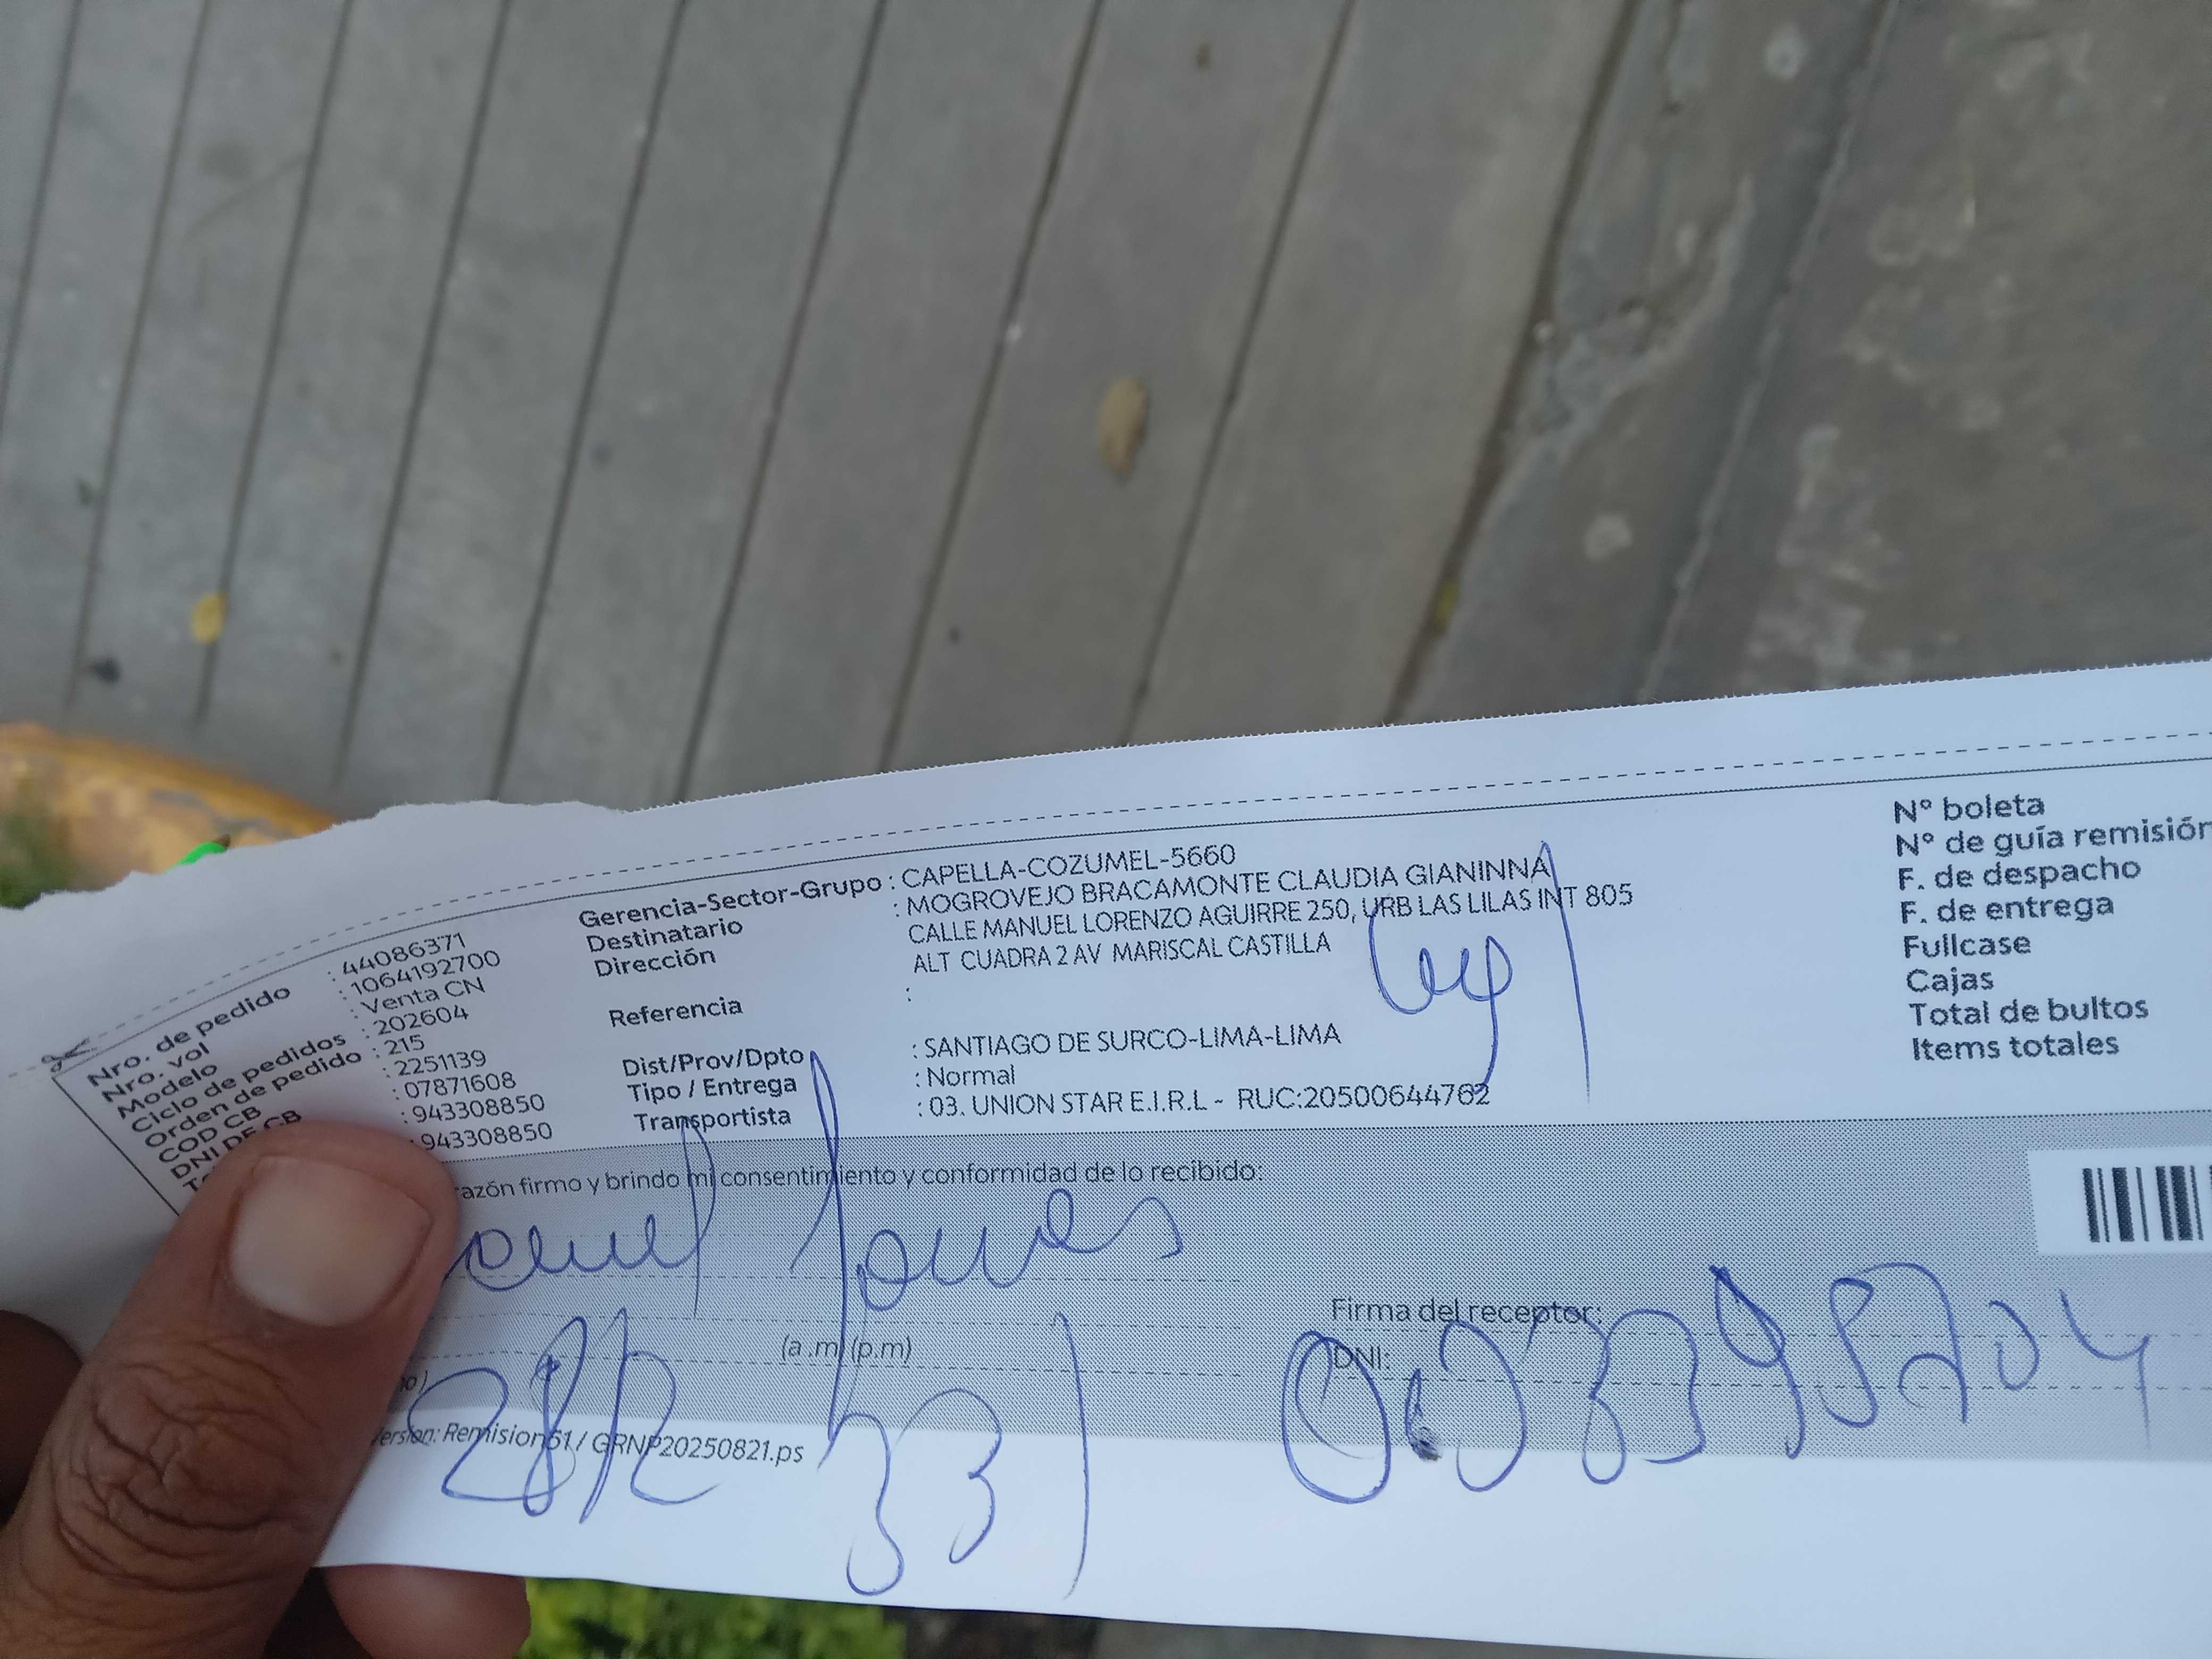 Nro. de pedido : 44086371
Nro. vol : 1064192700
Modelo : Venta CN
Ciclo de pedidos : 202604
Orden de pedido : 215
COD CB : 2251139
DNI DE CB : 07871608
: 943308850
: 943308850
Gerencia-Sector-Grupo : CAPELLA-COZUMEL-5660
Destinatario : MOGROVEJO BRACAMONTE CLAUDIA GIANINNA
Dirección CALLE MANUEL LORENZO AGUIRRE 250, URB LAS LILAS INT 805
ALT CUADRA 2 AV MARISCAL CASTILLA
Referencia :
Dist/Prov/Dpto : SANTIAGO DE SURCO-LIMA-LIMA
Tipo / Entrega : Normal
Transportista : 03. UNION STAR E.I.R.L - RUC:20500644762
N° boleta
N° de guía remisión
F. de despacho
F. de entrega
Fullcase
Cajas
Total de bultos
Items totales
razón firmo y brindo mi consentimiento y conformidad de lo recibido:
Firma del receptor:
(a.m) (p.m)
DNI:
Version: Remision61 / GRNP20250821.ps